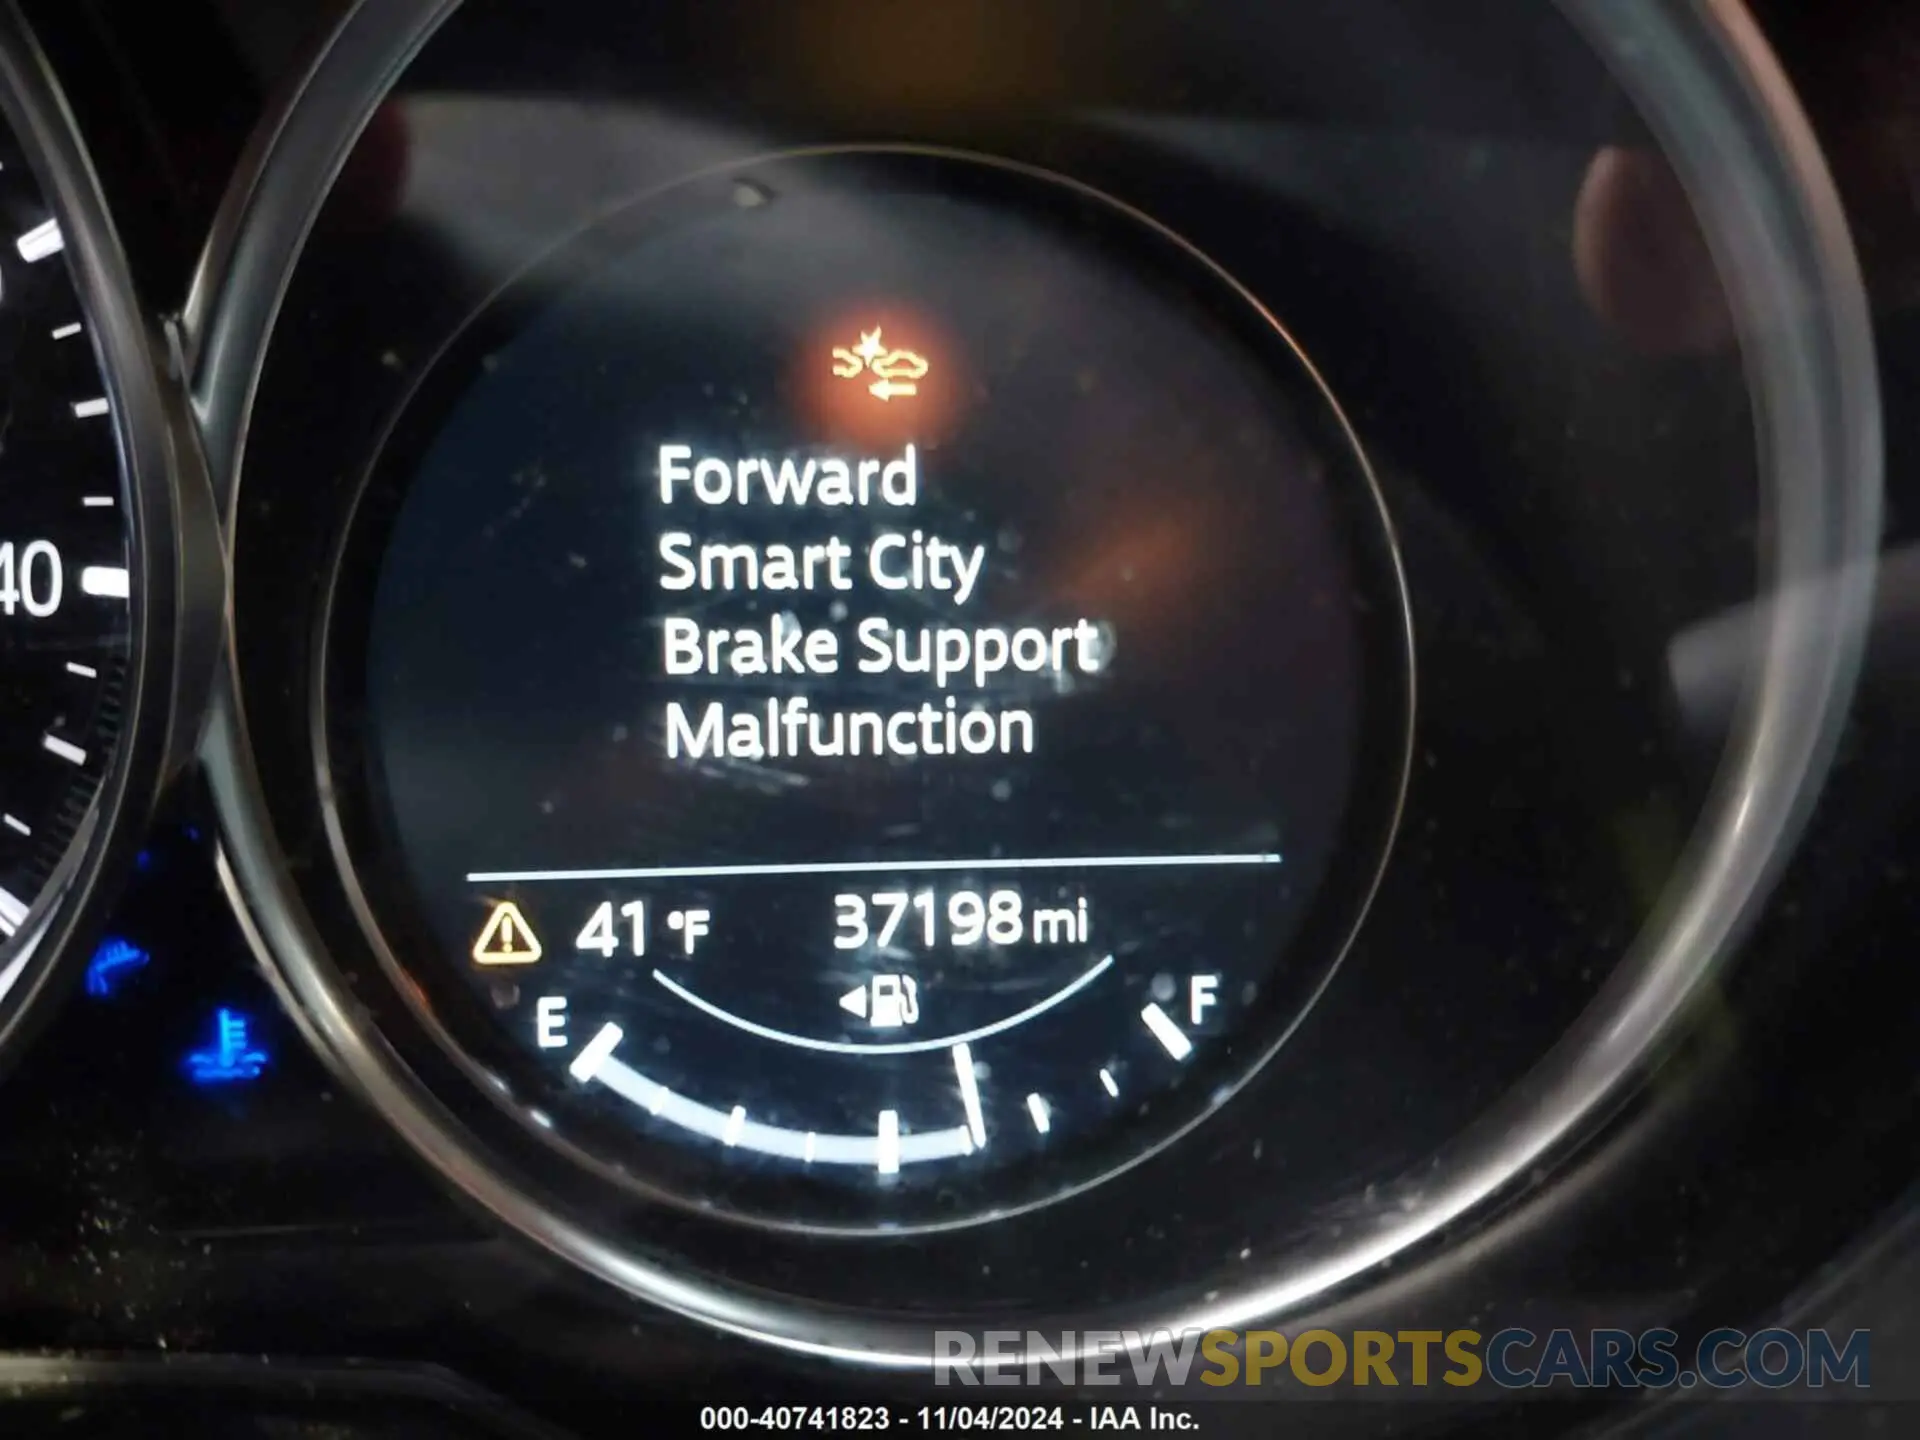 Forward
Smart City
Brake Support
Malfunction
40
41 °F 37198 mi
E F
RENEWSPORTSCARS.COM
000-40741823 - 11/04/2024 - IAA Inc.